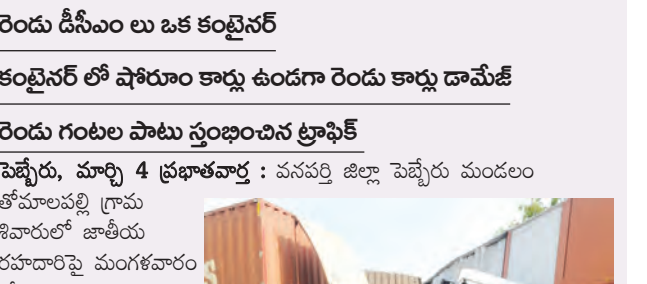 రెండు డీసీఎం లు ఒక కంటైనర్
కంటైనర్ లో షోరూం కార్లు ఉండగా రెండు కార్లు డామేజ్
రెండు గంటల పాటు స్తంభించిన ట్రాఫిక్
పెబ్బేరు, మార్చి 4 ప్రభాతవార్త : వనపర్తి జిల్లా పెబ్బేరు మండలం
తోమాలపల్లి గ్రామ
శివారులో జాతీయ
రహదారిపై మంగళవారం